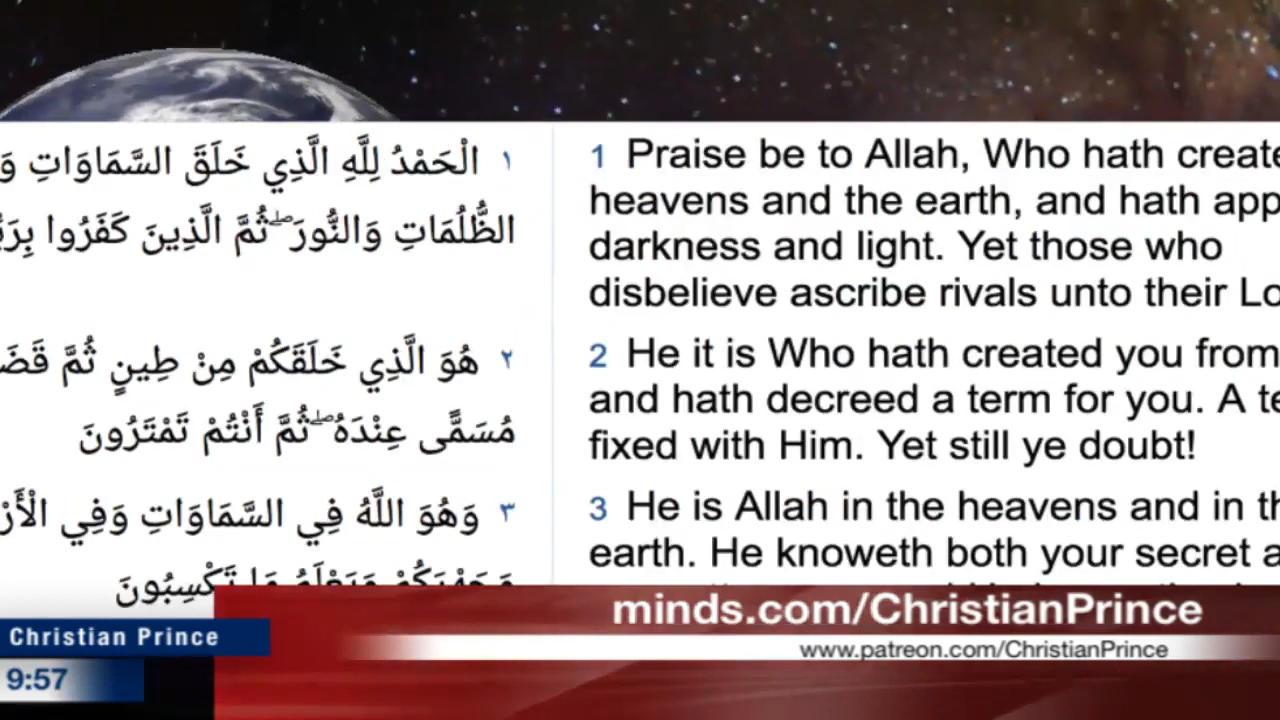 ١ الْحَمْدُ لِلَّهِ الَّذِي خَلَقَ السَّمَاوَاتِ وَ
الظُّلُمَاتِ وَالنُّورَ ۖ ثُمَّ الَّذِينَ كَفَرُوا
٢ هُوَ الَّذِي خَلَقَكُمْ مِنْ طِينٍ ثُمَّ
مُسَمًّى عِنْدَهُ ۖ ثُمَّ أَنْتُمْ تَمْتَرُونَ
٣ وَهُوَ اللَّهُ فِي السَّمَاوَاتِ وَفِي
تَكْسِبُونَ
1 Praise be to Allah, Who hath create
heavens and the earth, and hath app
darkness and light. Yet those who
disbelieve ascribe rivals unto their Lo
2 He it is Who hath created you from
and hath decreed a term for you. A te
fixed with Him. Yet still ye doubt!
3 He is Allah in the heavens and in th
earth. He knoweth both your secret a
minds.com/ChristianPrince
www.patreon.com/ChristianPrince
Christian Prince
9:57